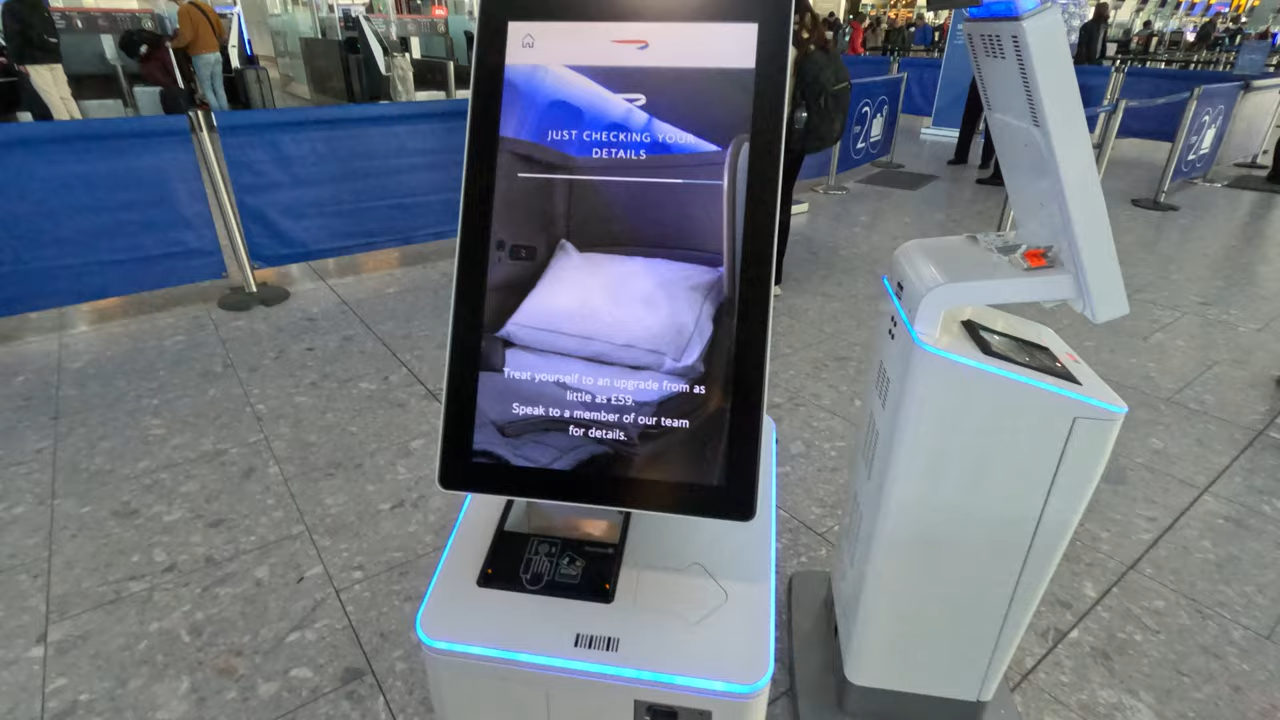 JUST CHECKING YOUR
DETAILS
Treat yourself to an upgrade from as
little as £59.
Speak to a member of our team
for details.
20
20